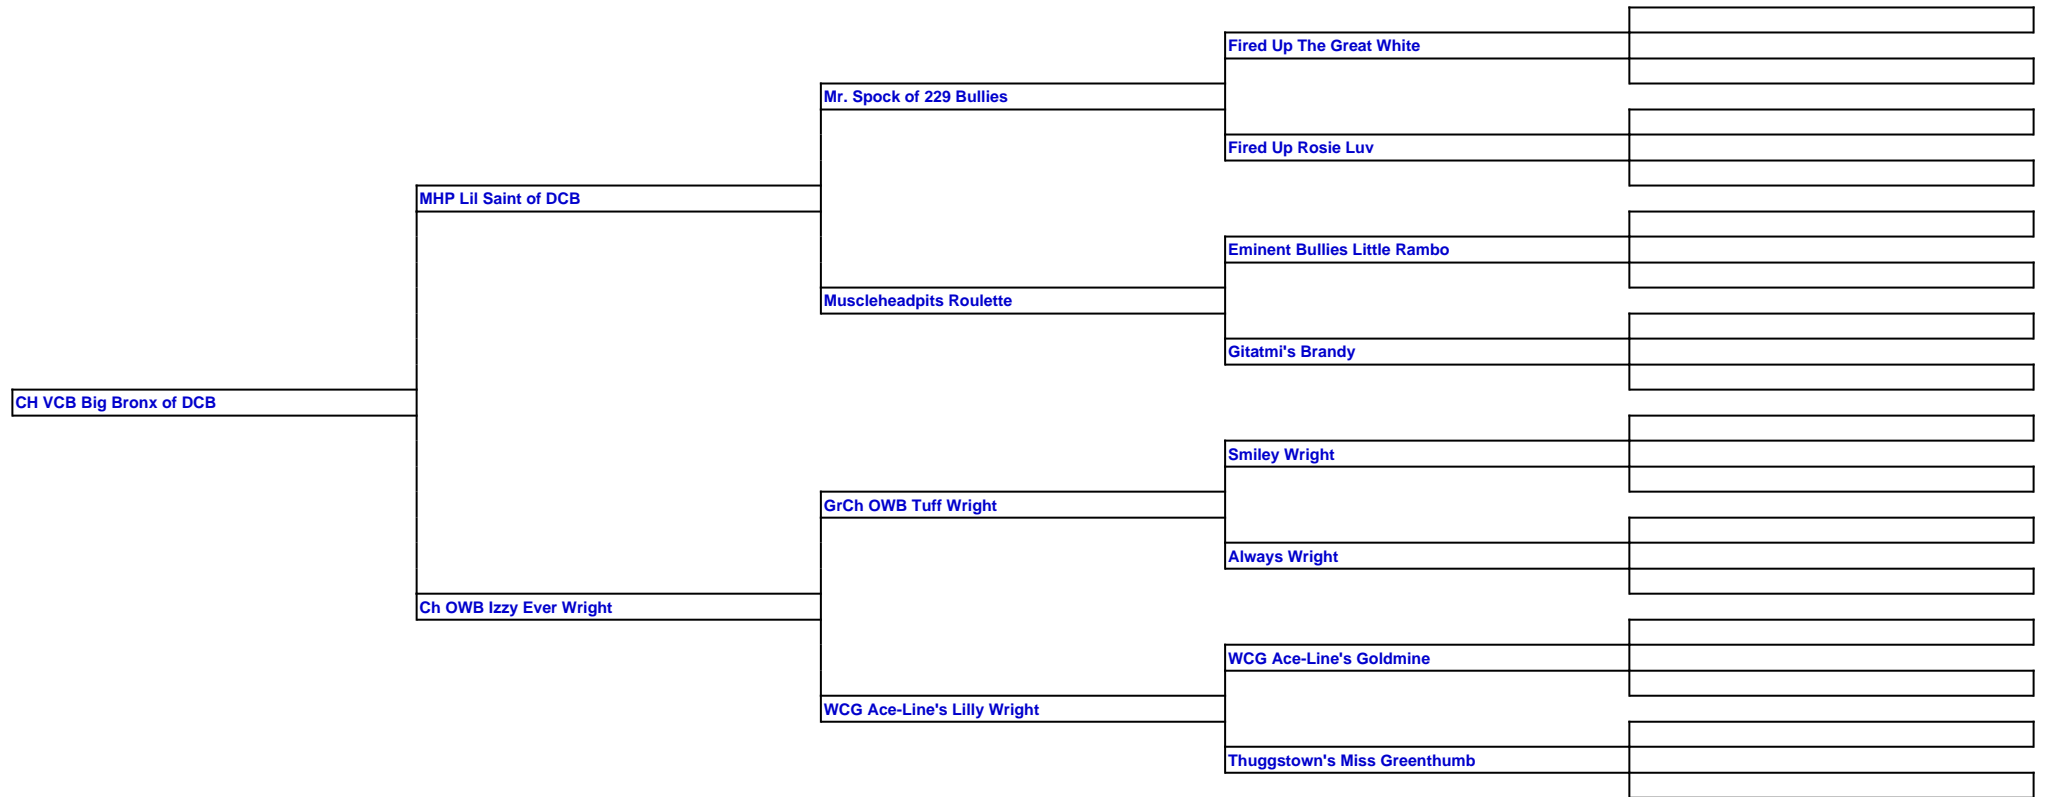 Fired Up The Great White
Mr. Spock of 229 Bullies
Fired Up Rosie Luv
MHP Lil Saint of DCB
Eminent Bullies Little Rambo
Muscleheadpits Roulette
Gitatmi's Brandy
CH VCB Big Bronx of DCB
Smiley Wright
GrCh OWB Tuff Wright
Always Wright
Ch OWB Izzy Ever Wright
WCG Ace-Line's Goldmine
WCG Ace-Line's Lilly Wright
Thuggstown's Miss Greenthumb